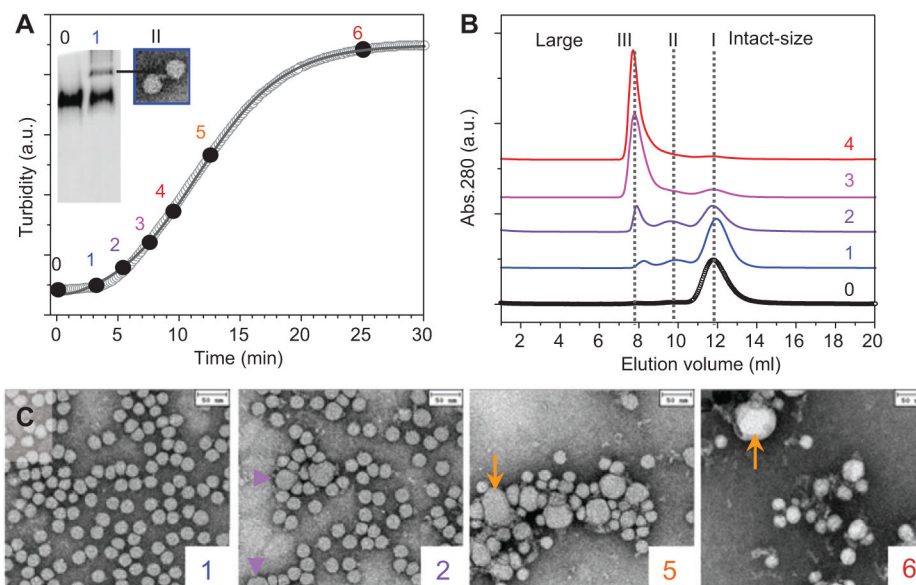 A
0 1 II
6
5
4
3
2
1
0
Turbidity (a.u.)
0 5 10 15 20 25 30
Time (min)
B
Large III II I Intact-size
4
3
2
1
0
Abs.280 (a.u.)
2 4 6 8 10 12 14 16 18 20
Elution volume (ml)
C
50 nm
1
50 nm
2
50 nm
5
50 nm
6